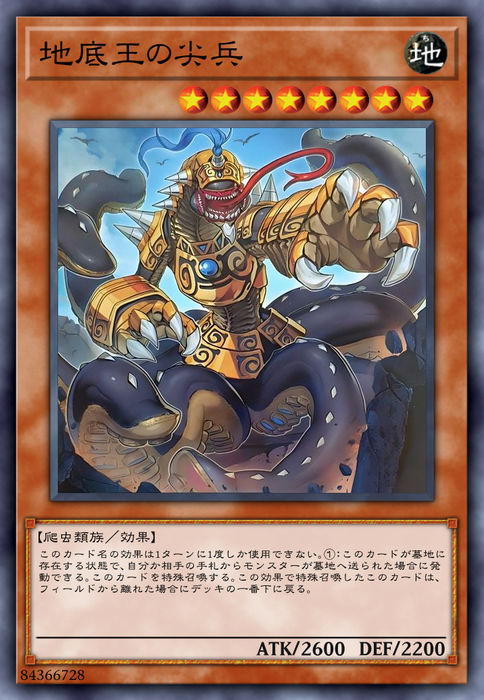 地底王の尖兵
ち
地
【爬虫類族／効果】
このカード名の効果は1ターンに1度しか使用できない。①:このカードが墓地に
存在する状態で、自分か相手の手札からモンスターが墓地へ送られた場合に発
動できる。このカードを特殊召喚する。この効果で特殊召喚したこのカードは、
フィールドから離れた場合にデッキの一番下に戻る。
ATK/2600 DEF/2200
84366728